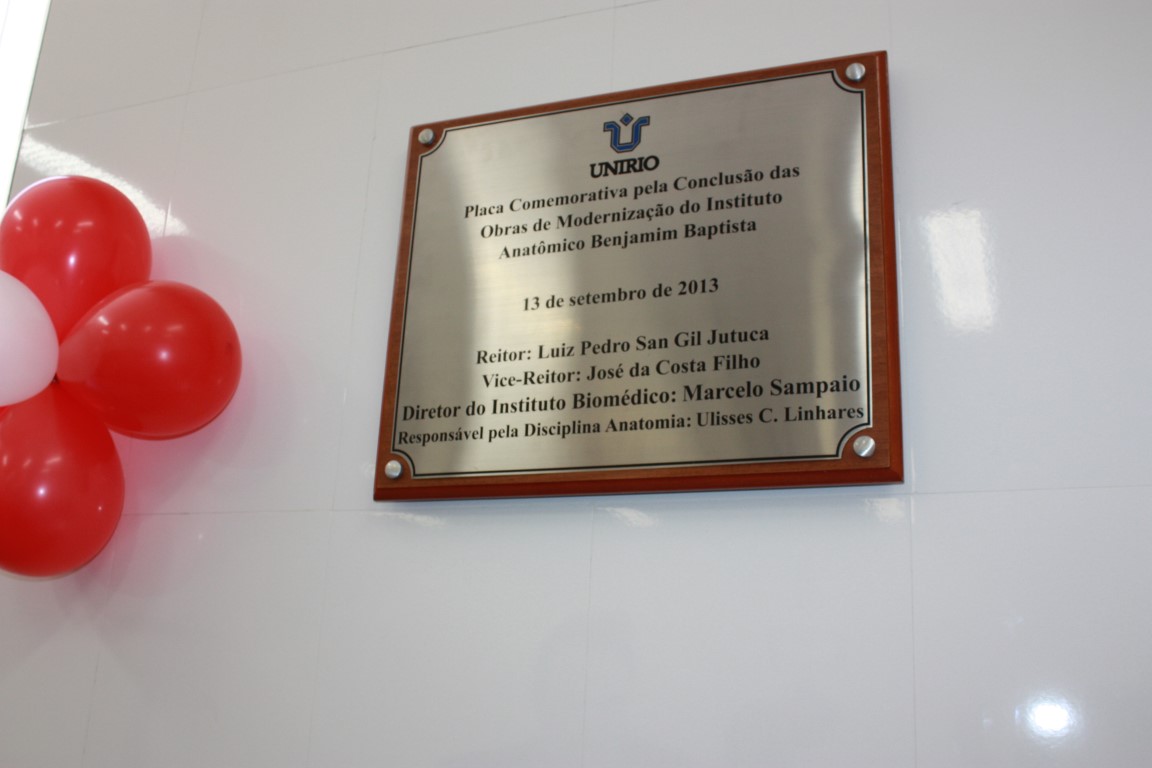 UNIRIO
Placa Comemorativa pela Conclusão das
Obras de Modernização do Instituto
Anatômico Benjamim Baptista
13 de setembro de 2013
Reitor: Luiz Pedro San Gil Jutuca
Vice-Reitor: José da Costa Filho
Diretor do Instituto Biomédico: Marcelo Sampaio
Responsável pela Disciplina Anatomia: Ulisses C. Linhares